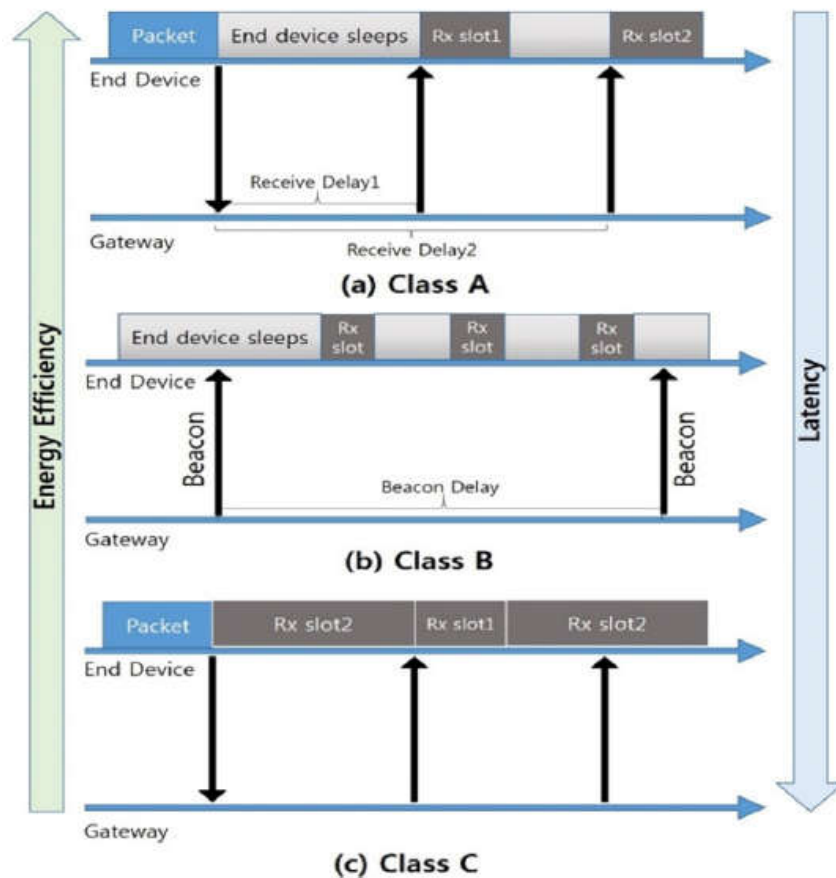 Packet
End device sleeps
Rx slot1
Rx slot2
End Device
Receive Delay1
Gateway
Receive Delay2
(a) Class A
End device sleeps
Rx
slot
Rx
slot
Rx
slot
End Device
Beacon
Beacon
Beacon Delay
Gateway
(b) Class B
Packet
Rx slot2
Rx slot1
Rx slot2
End Device
Gateway
(c) Class C
Energy Efficiency
Latency